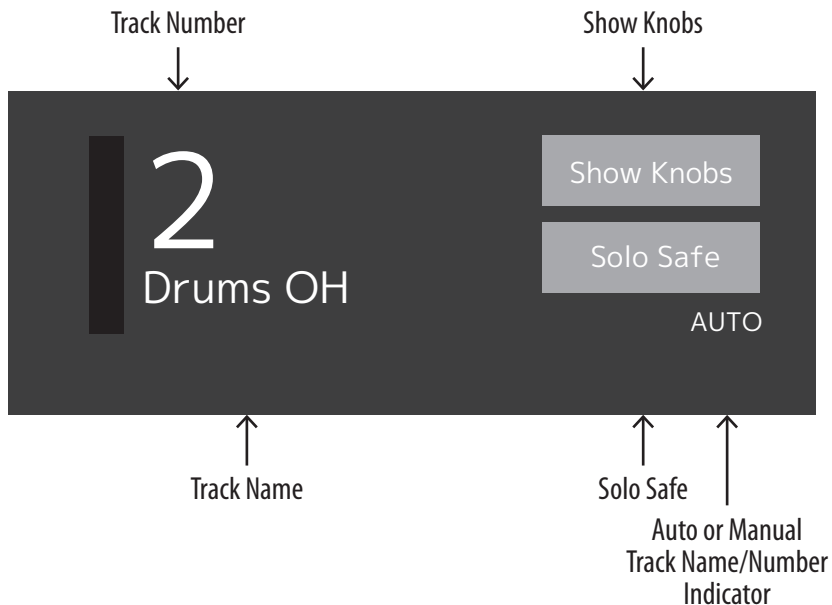 Track Number
Show Knobs
2
Drums OH
Show Knobs
Solo Safe
AUTO
Track Name
Solo Safe
Auto or Manual
Track Name/Number
Indicator